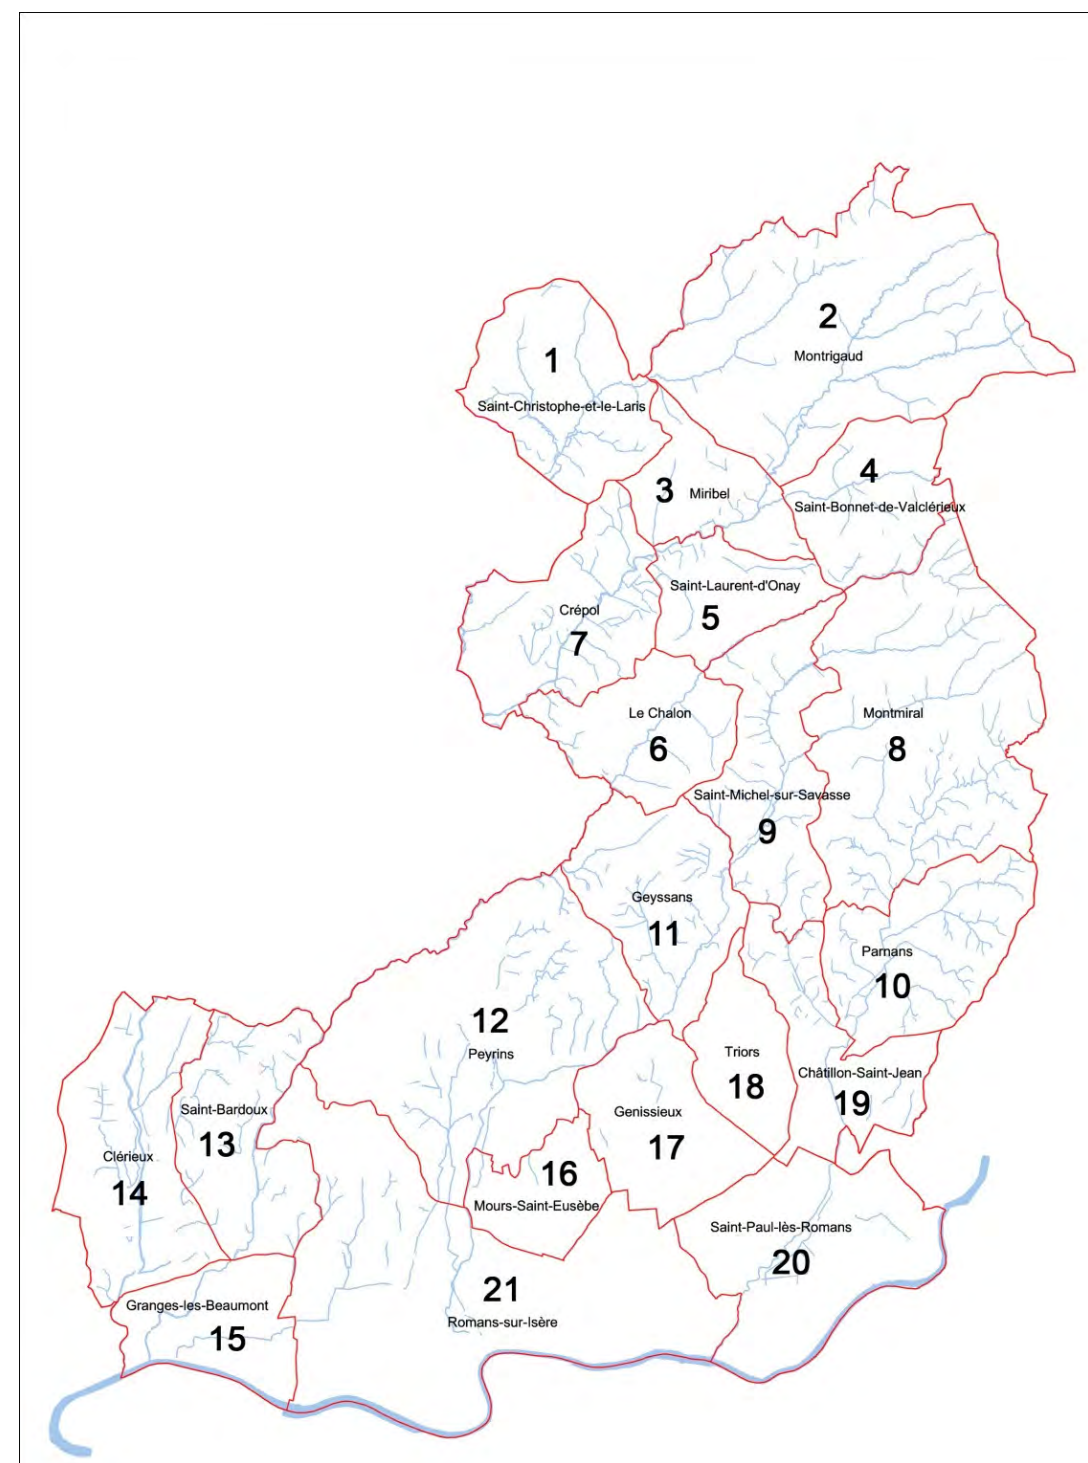 2
Montrigaud
1
Saint-Christophe-et-le-Laris
3 Miribel
4
Saint-Bonnet-de-Valclérieux
Saint-Laurent-d'Onay
5
Crépol
7
Le Chalon
6
Montmiral
8
Saint-Michel-sur-Savasse
9
Geyssans
11
Parnans
10
12
Peyrins
Triors
18
Châtillon-Saint-Jean
19
Saint-Bardoux
13
Genissieux
17
Clérieux
14
16
Mours-Saint-Eusèbe
Saint-Paul-lès-Romans
20
21
Romans-sur-Isère
Granges-les-Beaumont
15